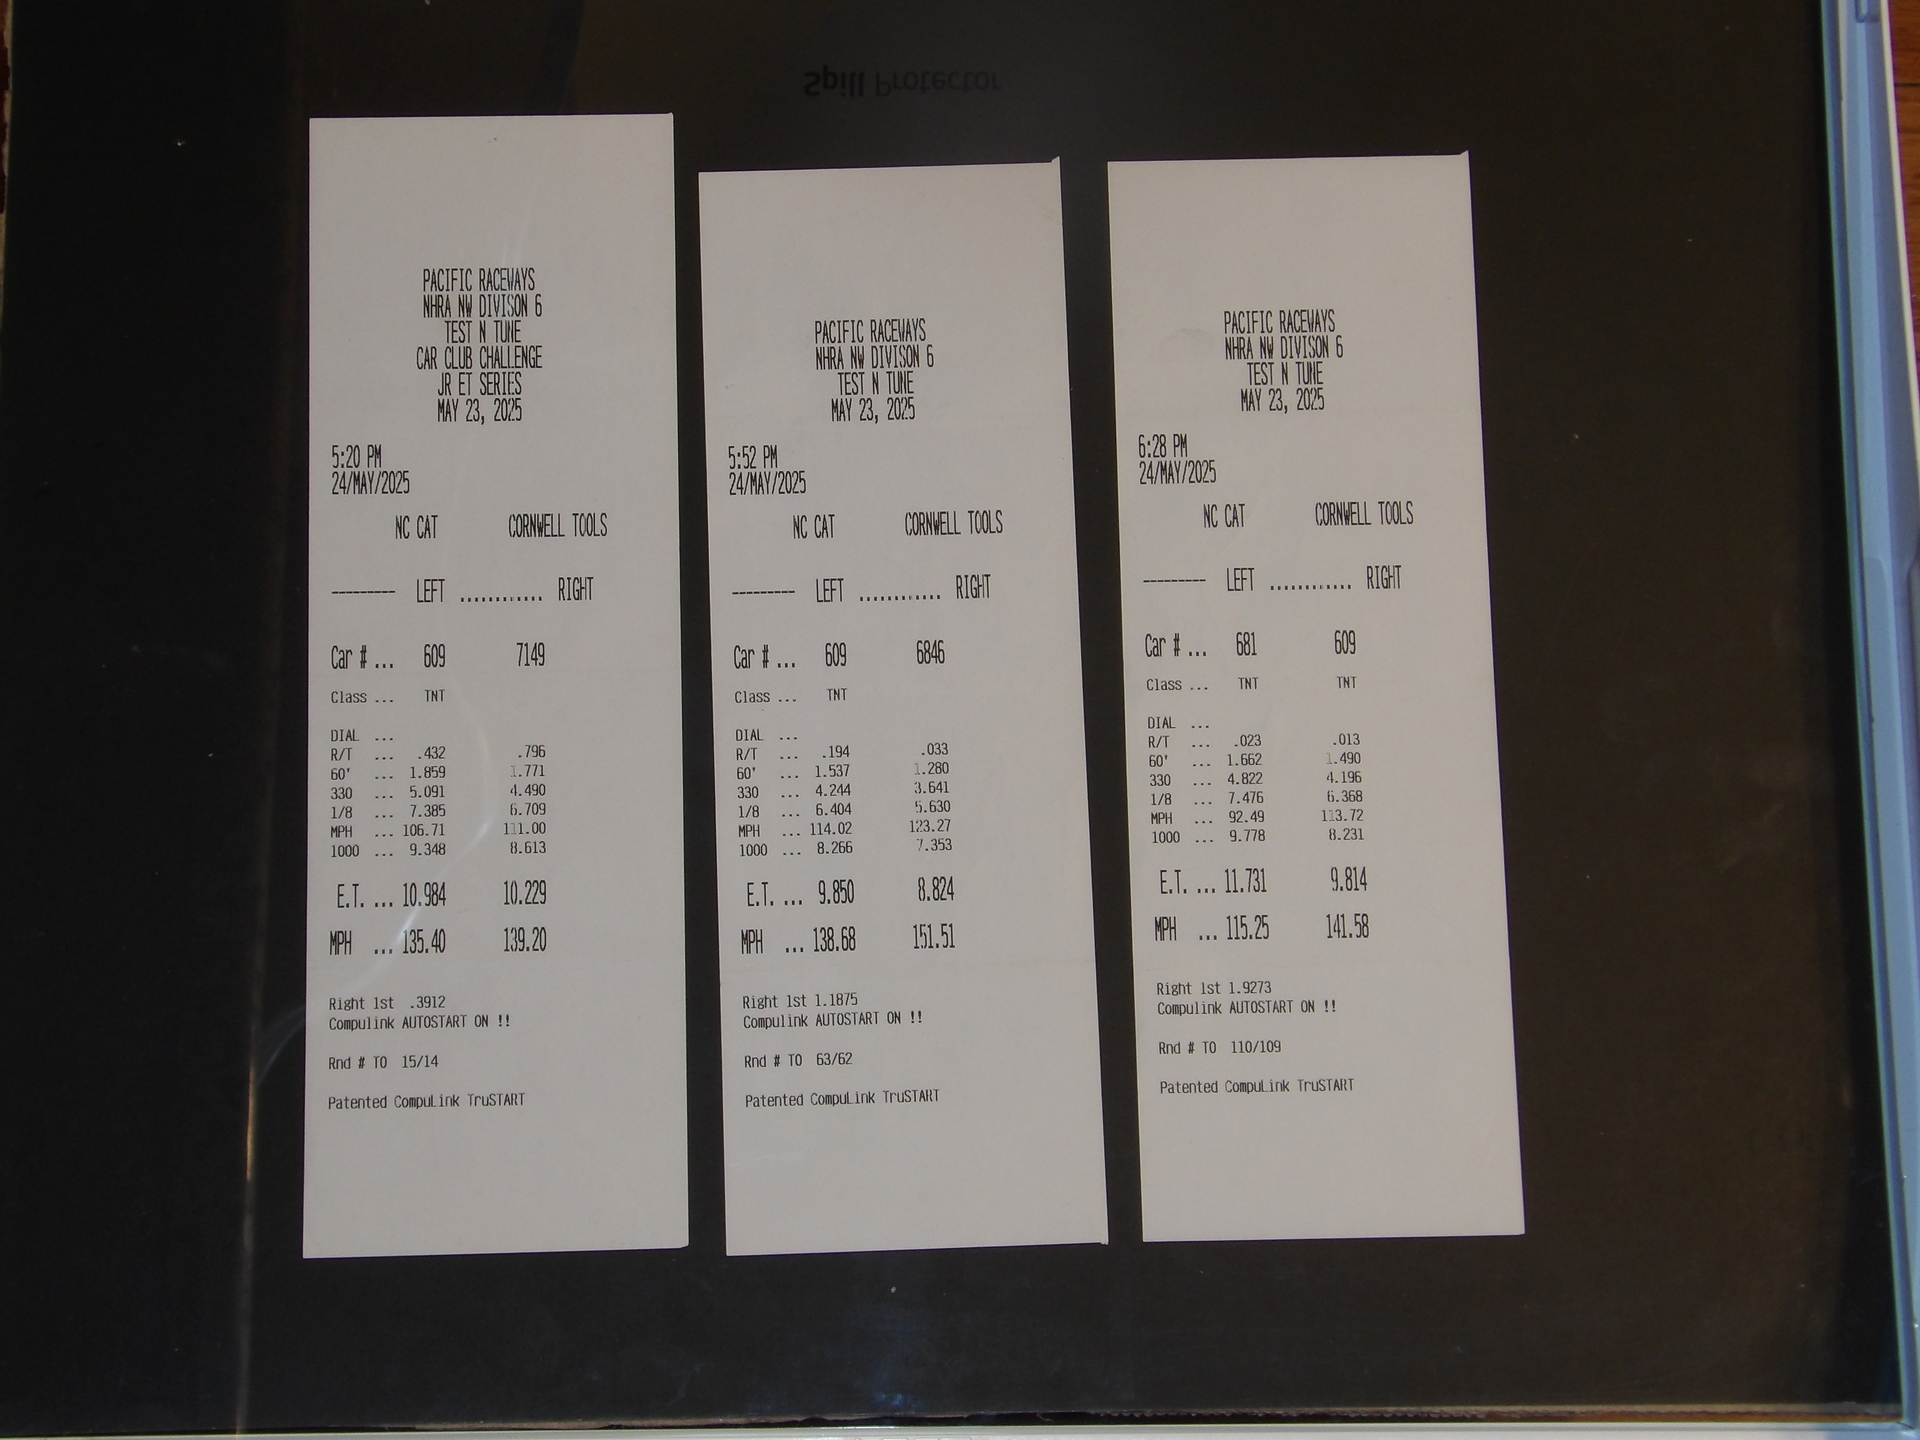 Spill Protector
PACIFIC RACEWAYS
NHRA NW DIVISON 6
TEST N TUNE
CAR CLUB CHALLENGE
JR ET SERIES
MAY 23, 2025
5:20 PM
24/MAY/2025
NC CAT CORNWELL TOOLS
--------- LEFT ............ RIGHT
Car # ... 609 7149
Class ... TNT
DIAL ...
R/T ... .432 .796
60' ... 1.859 1.771
330 ... 5.091 4.490
1/8 ... 7.385 6.709
MPH ... 106.71 111.00
1000 ... 9.348 8.613
E.T. ... 10.984 10.229
MPH ... 135.40 139.20
Right 1st .3912
Compulink AUTOSTART ON !!
Rnd # TO 15/14
Patented CompuLink TruSTART
PACIFIC RACEWAYS
NHRA NW DIVISON 6
TEST N TUNE
MAY 23, 2025
5:52 PM
24/MAY/2025
NC CAT CORNWELL TOOLS
--------- LEFT ............ RIGHT
Car # ... 609 6846
Class ... TNT
DIAL ...
R/T ... .194 .033
60' ... 1.537 1.280
330 ... 4.244 3.641
1/8 ... 6.404 5.630
MPH ... 114.02 123.27
1000 ... 8.266 7.353
E.T. ... 9.850 8.824
MPH ... 138.68 151.51
Right 1st 1.1875
Compulink AUTOSTART ON !!
Rnd # TO 63/62
Patented CompuLink TruSTART
PACIFIC RACEWAYS
NHRA NW DIVISON 6
TEST N TUNE
MAY 23, 2025
6:28 PM
24/MAY/2025
NC CAT CORNWELL TOOLS
--------- LEFT ............ RIGHT
Car # ... 681 609
Class ... TNT TNT
DIAL ...
R/T ... .023 .013
60' ... 1.662 1.490
330 ... 4.822 4.196
1/8 ... 7.476 6.368
MPH ... 92.49 113.72
1000 ... 9.778 8.231
E.T. ... 11.731 9.814
MPH ... 115.25 141.58
Right 1st 1.9273
Compulink AUTOSTART ON !!
Rnd # TO 110/109
Patented CompuLink TruSTART